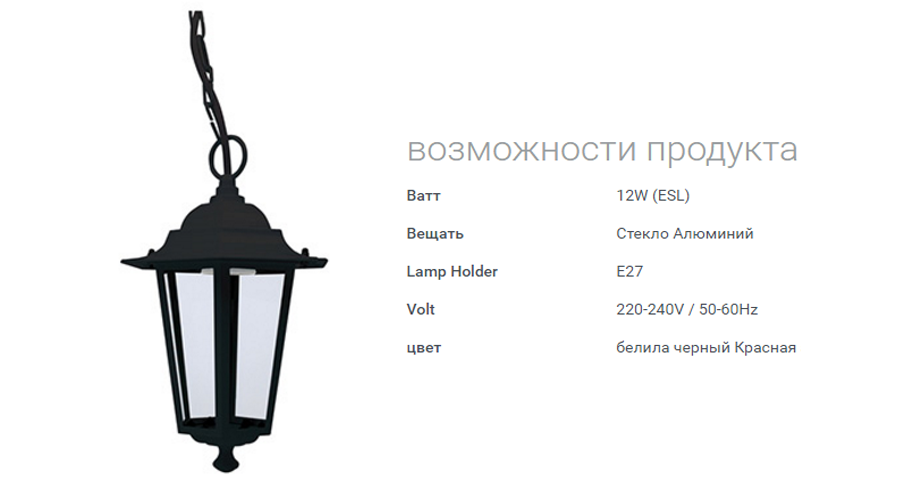 возможности продукта
Ватт 12W (ESL)
Вещать Стекло Алюминий
Lamp Holder E27
Volt 220-240V / 50-60Hz
цвет белила черный Красная